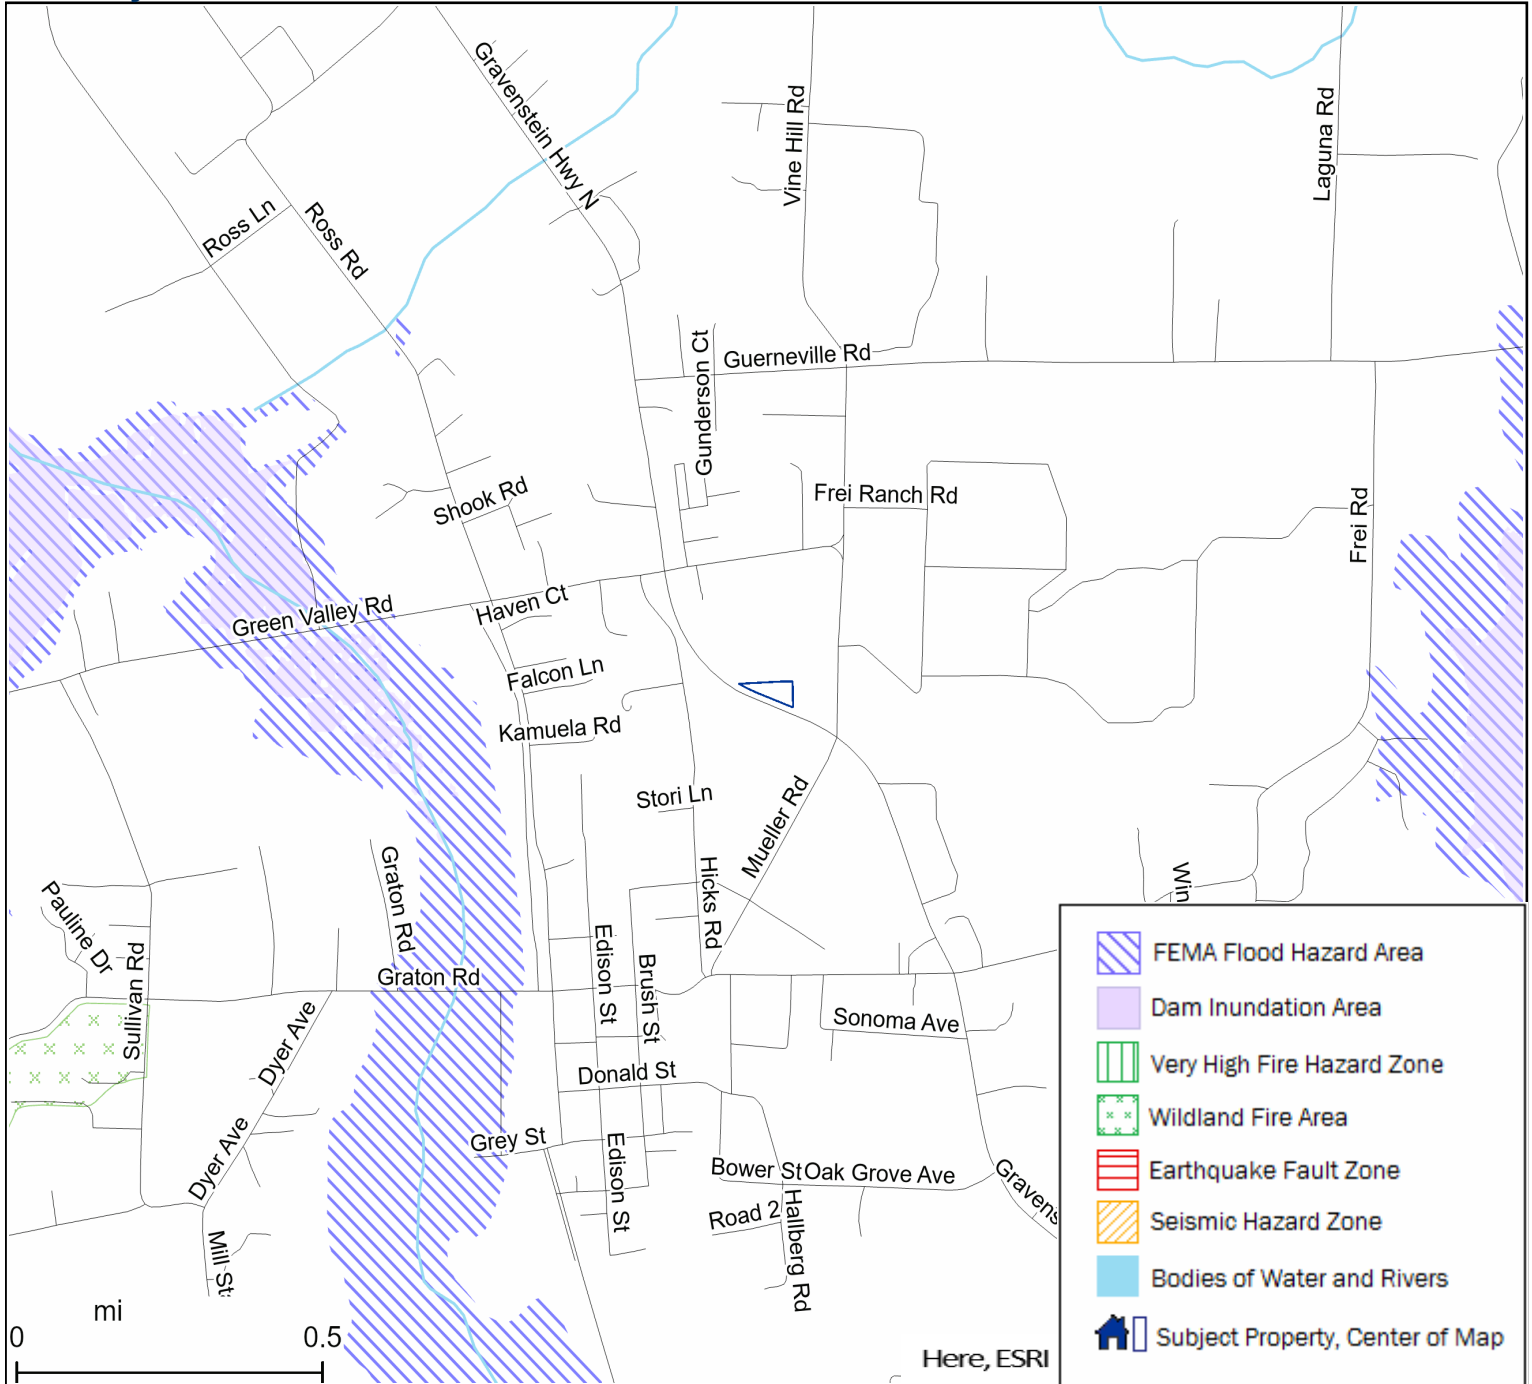 Gravenstein Hwy N
Vine Hill Rd
Laguna Rd
Ross Ln
Ross Rd
Gunderson Ct
Guerneville Rd
Shook Rd
Frei Ranch Rd
Frei Rd
Green Valley Rd
Haven Ct
Falcon Ln
Kamuela Rd
Stori Ln
Mueller Rd
Hicks Rd
Win
Pauline Dr
Graton Rd
Sullivan Rd
Graton Rd
Edison St
Brush St
Sonoma Ave
Dyer Ave
Donald St
Dyer Ave
Grey St
Edison St
Bower St
Oak Grove Ave
Gravens
Road 2
Hallberg Rd
Mill St
mi
0 0.5
Here, ESRI
FEMA Flood Hazard Area
Dam Inundation Area
Very High Fire Hazard Zone
Wildland Fire Area
Earthquake Fault Zone
Seismic Hazard Zone
Bodies of Water and Rivers
Subject Property, Center of Map